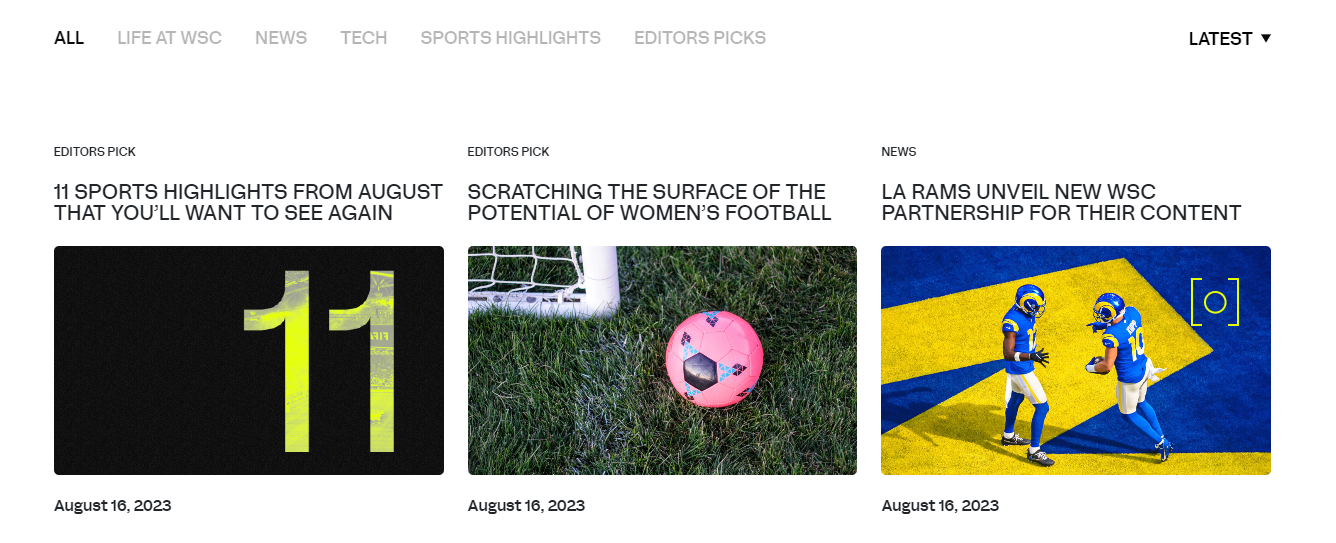 ALL LIFE AT WSC NEWS TECH SPORTS HIGHLIGHTS EDITORS PICKS LATEST
EDITORS PICK
11 SPORTS HIGHLIGHTS FROM AUGUST
THAT YOU’LL WANT TO SEE AGAIN
11
August 16, 2023
EDITORS PICK
SCRATCHING THE SURFACE OF THE
POTENTIAL OF WOMEN’S FOOTBALL
August 16, 2023
NEWS
LA RAMS UNVEIL NEW WSC
PARTNERSHIP FOR THEIR CONTENT
KUPP
10
August 16, 2023